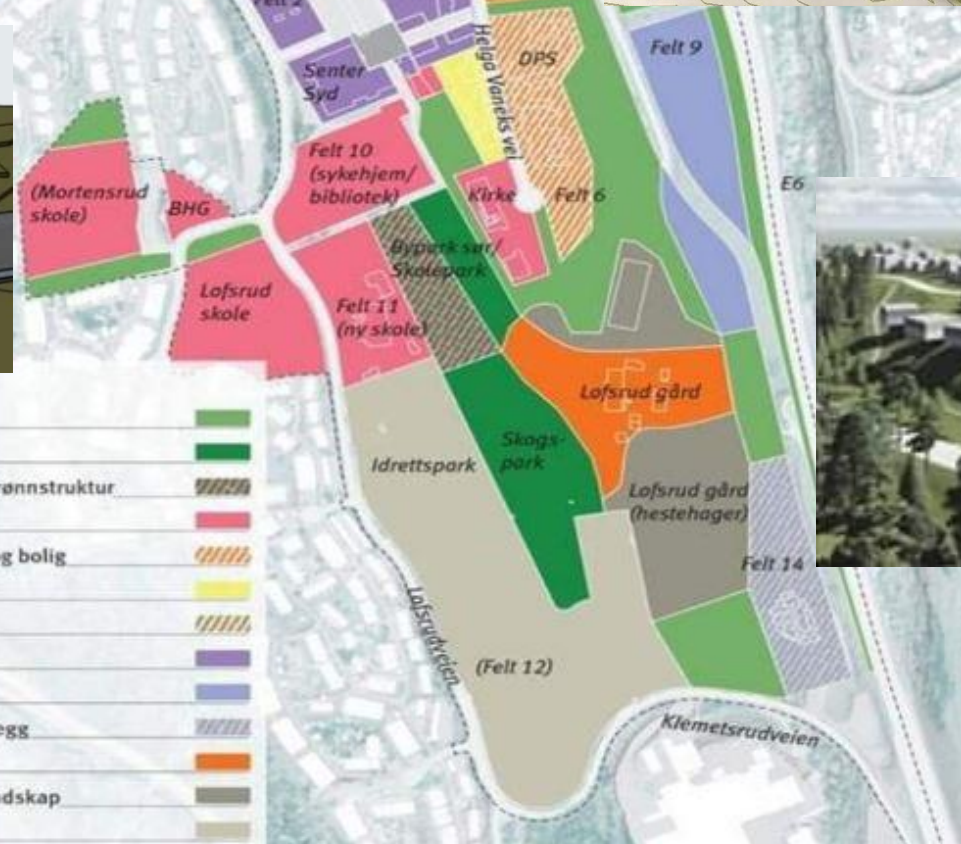 Felt 2
Senter
Syd
Helga Vaneks vei
DPS
Felt 9
E6
Felt 10
(sykehjem/
bibliotek)
Kirke
Felt 6
(Mortensrud
skole)
BHG
Bypark sør/
Skolepark
Lofsrud
skole
Felt 11
(ny skole)
Lofsrud gård
Idrettspark
Skogs-
park
Lofsrud gård
(hestehager)
Felt 14
Lofsrudveien
(Felt 12)
Klemetsrudveien
ønnstruktur
g bolig
egg
dskap